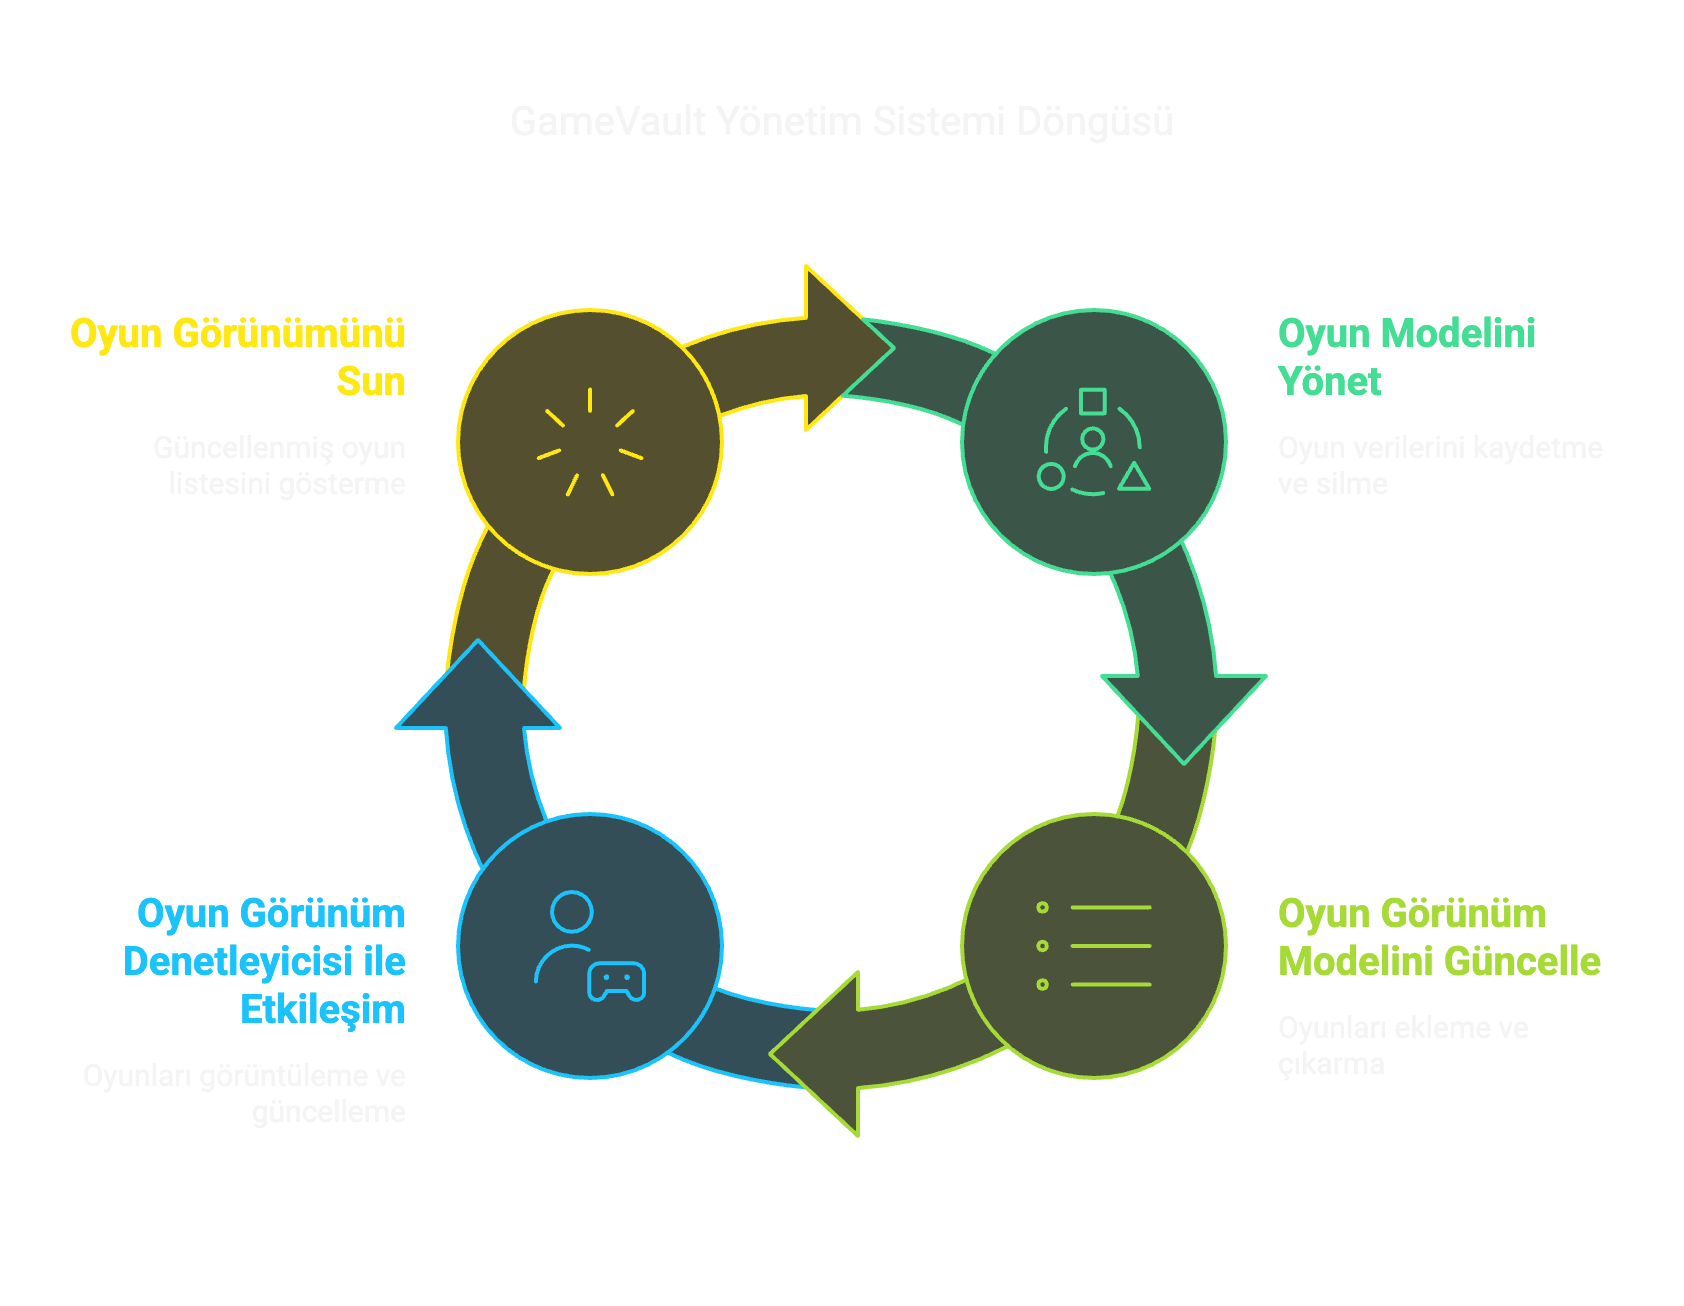 GameVault Yönetim Sistemi Döngüsü
Oyun Görünümünü
Sun
Güncellenmiş oyun
listesini gösterme
Oyun Modelini
Yönet
Oyun verilerini kaydetme
ve silme
Oyun Görünüm
Denetleyicisi ile
Etkileşim
Oyunları görüntüleme ve
güncelleme
Oyun Görünüm
Modelini Güncelle
Oyunları ekleme ve
çıkarma